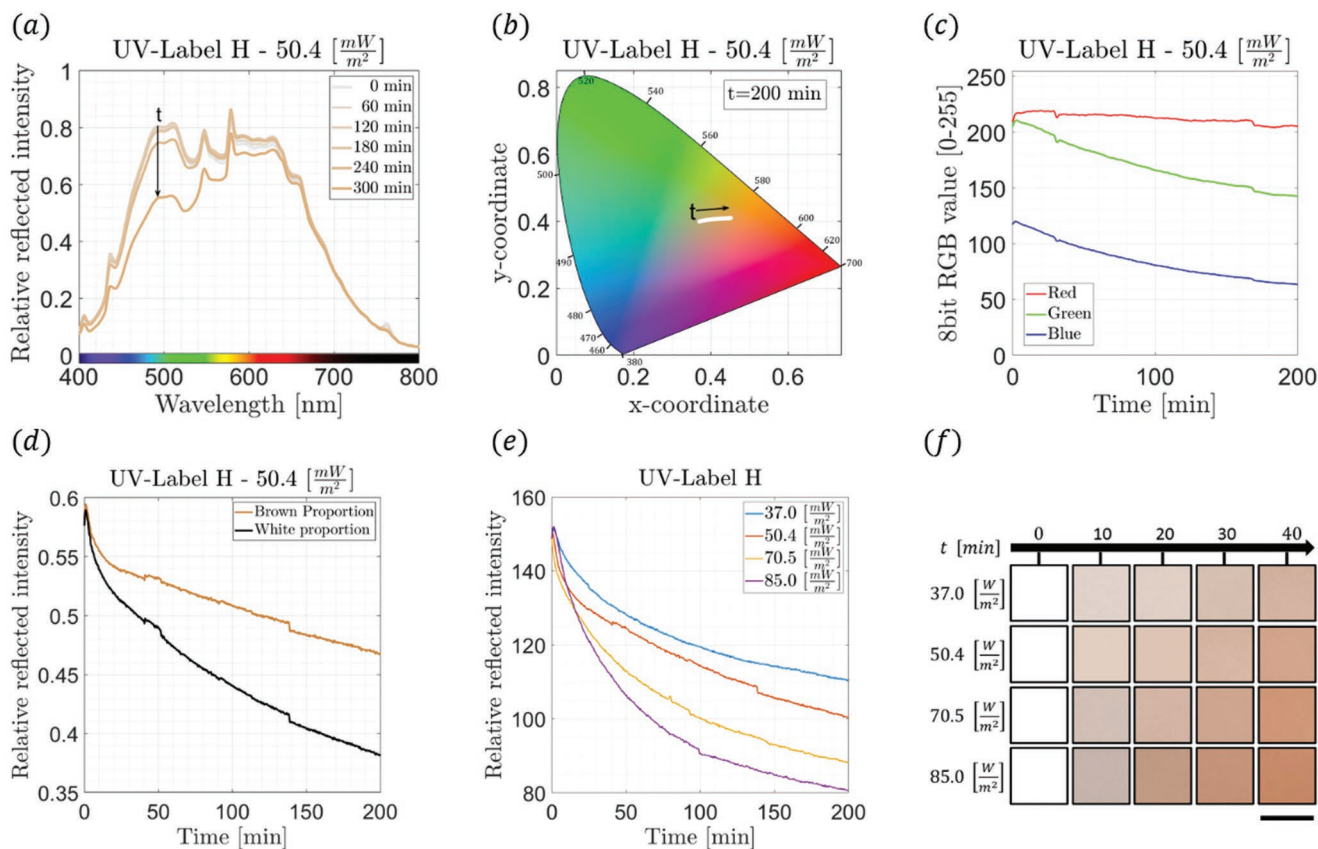 (a)
UV-Label H - 50.4 [mW/m²]
Relative reflected intensity
1
0.8
0.6
0.4
0.2
0
t
0 min
60 min
120 min
180 min
240 min
300 min
400 500 600 700 800
Wavelength [nm]
(b)
UV-Label H - 50.4 [mW/m²]
t=200 min
y-coordinate
0.8
0.6
0.4
0.2
0
520
540
560
500
580
t
600
620
700
490
480
470
460
380
0 0.2 0.4 0.6
x-coordinate
(c)
UV-Label H - 50.4 [mW/m²]
8bit RGB value [0-255]
250
200
150
100
50
0
Red
Green
Blue
0 100 200
Time [min]
(d)
UV-Label H - 50.4 [mW/m²]
Relative reflected intensity
0.6
0.55
0.5
0.45
0.4
0.35
Brown Proportion
White proportion
0 50 100 150 200
Time [min]
(e)
UV-Label H
Relative reflected intensity
160
140
120
100
80
37.0 [mW/m²]
50.4 [mW/m²]
70.5 [mW/m²]
85.0 [mW/m²]
0 50 100 150 200
Time [min]
(f)
t [min] 0 10 20 30 40
37.0 [W/m²]
50.4 [W/m²]
70.5 [W/m²]
85.0 [W/m²]